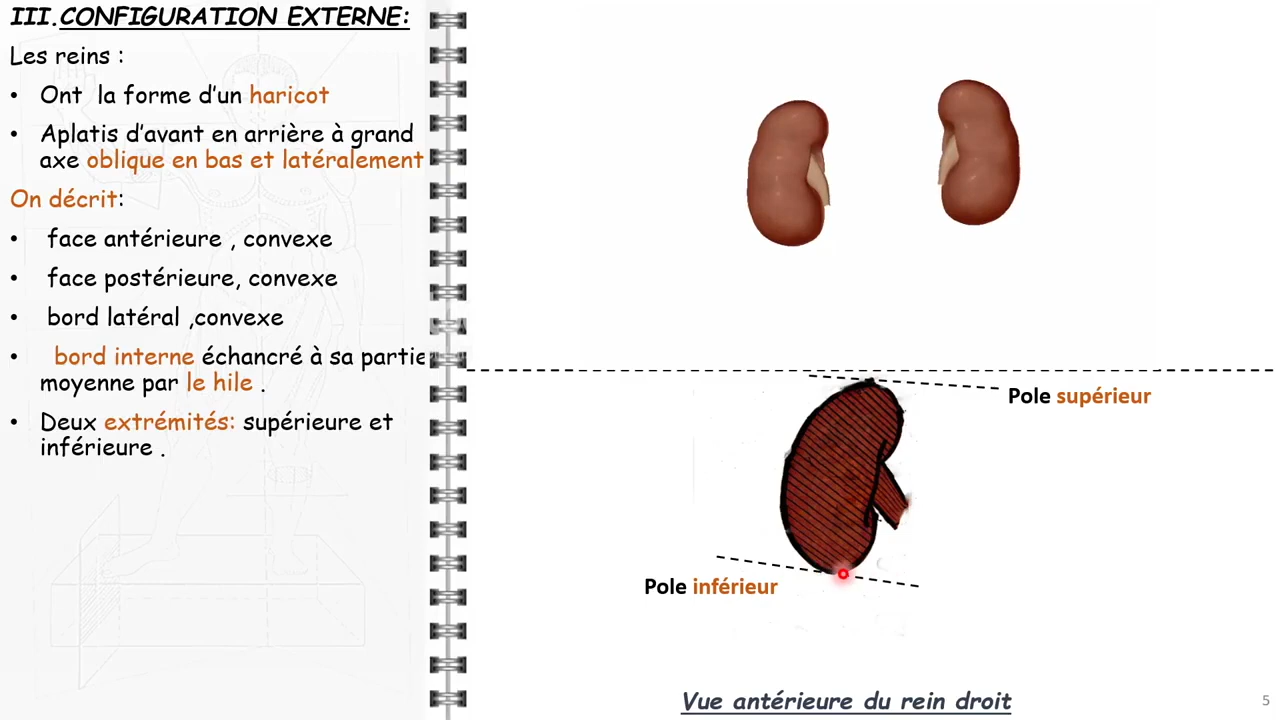 III.CONFIGURATION EXTERNE:
Les reins :
• Ont la forme d'un haricot
• Aplatis d'avant en arrière à grand
axe oblique en bas et latéralement
On décrit:
• face antérieure , convexe
• face postérieure, convexe
• bord latéral ,convexe
• bord interne échancré à sa partie
moyenne par le hile .
• Deux extrémités: supérieure et
inférieure .
Pole supérieur
Pole inférieur
Vue antérieure du rein droit
5